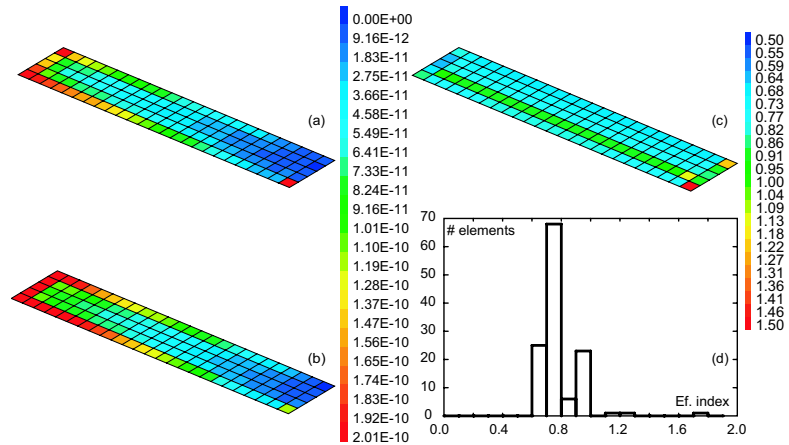 (a)
(b)
0.00E+00
9.16E-12
1.83E-11
2.75E-11
3.66E-11
4.58E-11
5.49E-11
6.41E-11
7.33E-11
8.24E-11
9.16E-11
1.01E-10
1.10E-10
1.19E-10
1.28E-10
1.37E-10
1.47E-10
1.56E-10
1.65E-10
1.74E-10
1.83E-10
1.92E-10
2.01E-10
(c)
0.50
0.55
0.59
0.64
0.68
0.73
0.77
0.82
0.86
0.91
0.95
1.00
1.04
1.09
1.13
1.18
1.22
1.27
1.31
1.36
1.41
1.46
1.50
70
60
50
40
30
20
10
0
# elements
(d)
Ef. index
0.0 0.4 0.8 1.2 1.6 2.0